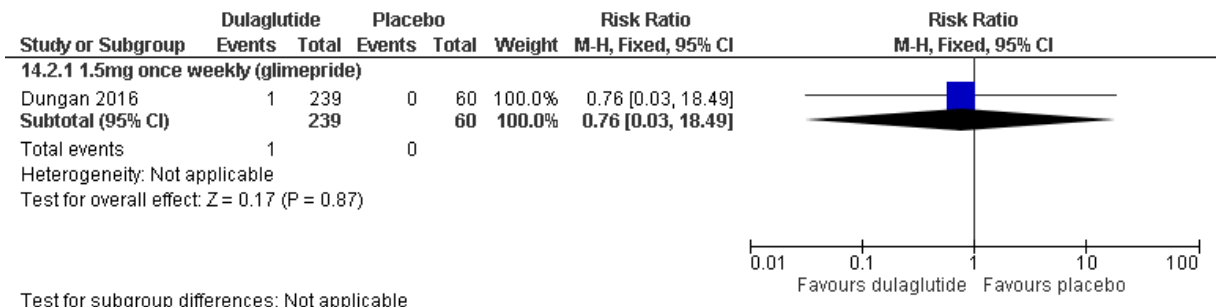 Dulaglutide Placebo Risk Ratio Risk Ratio
Study or Subgroup Events Total Events Total Weight M-H, Fixed, 95% CI M-H, Fixed, 95% CI
14.2.1 1.5mg once weekly (glimepride)
Dungan 2016 1 239 0 60 100.0% 0.76 [0.03, 18.49]
Subtotal (95% CI) 239 60 100.0% 0.76 [0.03, 18.49]
Total events 1 0
Heterogeneity: Not applicable
Test for overall effect: Z = 0.17 (P = 0.87)
0.01 0.1 1 10 100
Favours dulaglutide Favours placebo
Test for subgroup differences: Not applicable